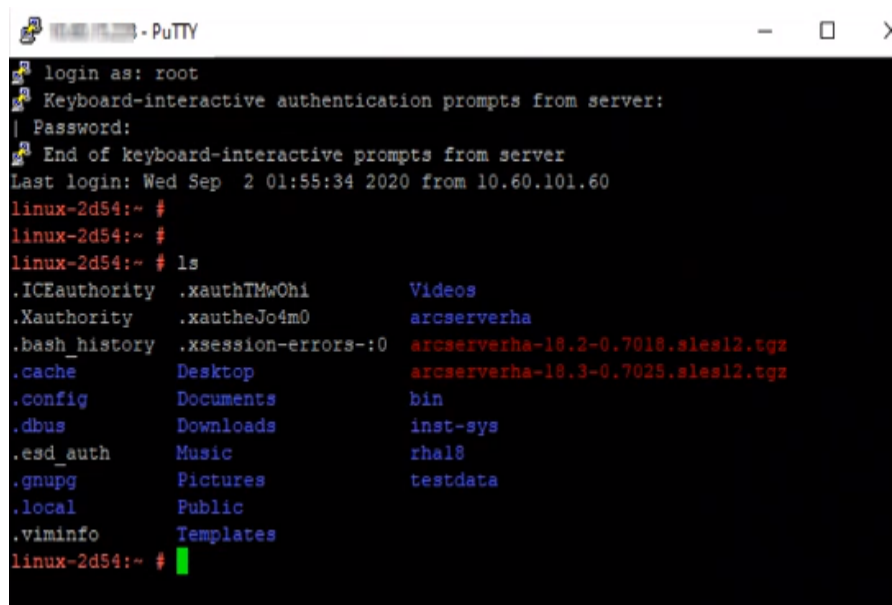 - PuTTY
login as: root
Keyboard-interactive authentication prompts from server:
| Password:
End of keyboard-interactive prompts from server
Last login: Wed Sep  2 01:55:34 2020 from 10.60.101.60
linux-2d54:~ #
linux-2d54:~ #
linux-2d54:~ # ls
.ICEauthority .xauthTMwOhi Videos
.Xauthority .xautheJo4m0 arcserverha
.bash_history .xsession-errors-:0 arcserverha-18.2-0.7018.sles12.tgz
.cache Desktop arcserverha-18.3-0.7025.sles12.tgz
.config Documents bin
.dbus Downloads inst-sys
.esd_auth Music rha18
.gnupg Pictures testdata
.local Public
.viminfo Templates
linux-2d54:~ #